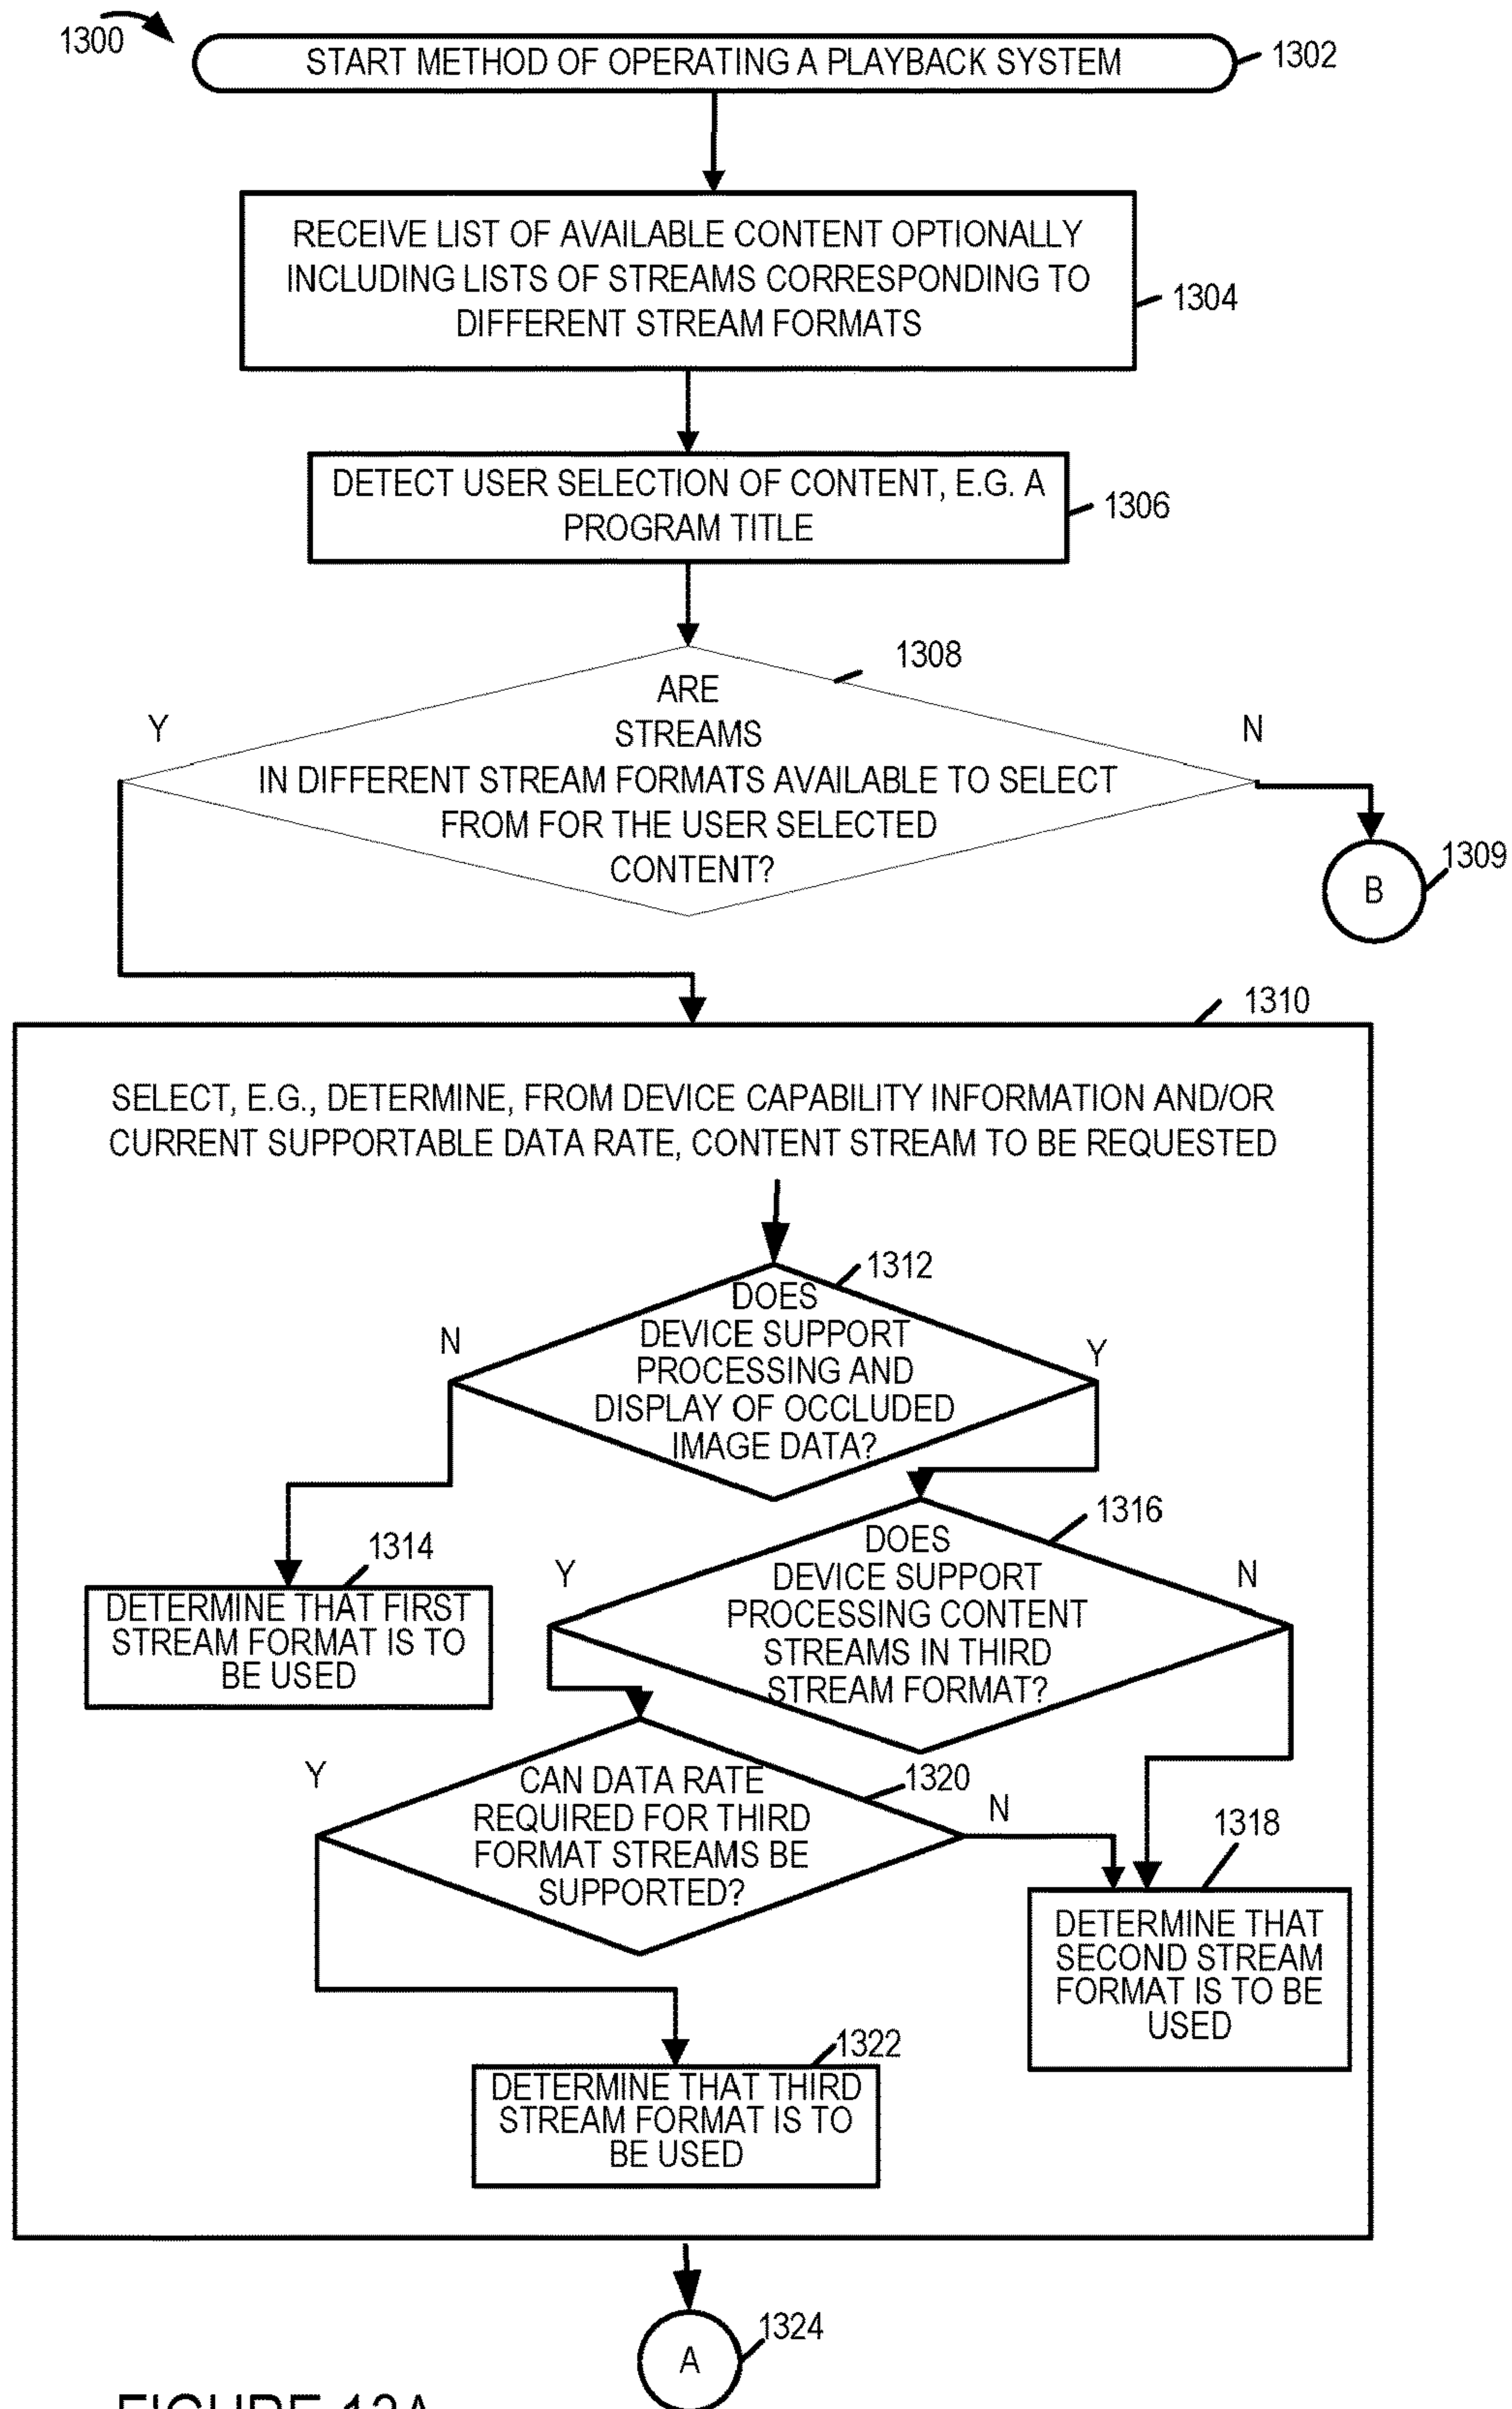 1300
START METHOD OF OPERATING A PLAYBACK SYSTEM
1302
RECEIVE LIST OF AVAILABLE CONTENT OPTIONALLY
INCLUDING LISTS OF STREAMS CORRESPONDING TO
DIFFERENT STREAM FORMATS
1304
DETECT USER SELECTION OF CONTENT, E.G. A
PROGRAM TITLE
1306
1308
ARE
STREAMS
IN DIFFERENT STREAM FORMATS AVAILABLE TO SELECT
FROM FOR THE USER SELECTED
CONTENT?
Y
N
B
1309
1310
SELECT, E.G., DETERMINE, FROM DEVICE CAPABILITY INFORMATION AND/OR
CURRENT SUPPORTABLE DATA RATE, CONTENT STREAM TO BE REQUESTED
1312
DOES
DEVICE SUPPORT
PROCESSING AND
DISPLAY OF OCCLUDED
IMAGE DATA?
N
Y
1314
DETERMINE THAT FIRST
STREAM FORMAT IS TO
BE USED
1316
DOES
DEVICE SUPPORT
PROCESSING CONTENT
STREAMS IN THIRD
STREAM FORMAT?
Y
N
1320
CAN DATA RATE
REQUIRED FOR THIRD
FORMAT STREAMS BE
SUPPORTED?
Y
N
1318
DETERMINE THAT
SECOND STREAM
FORMAT IS TO BE
USED
1322
DETERMINE THAT THIRD
STREAM FORMAT IS TO
BE USED
A
1324
FIGURE 13A